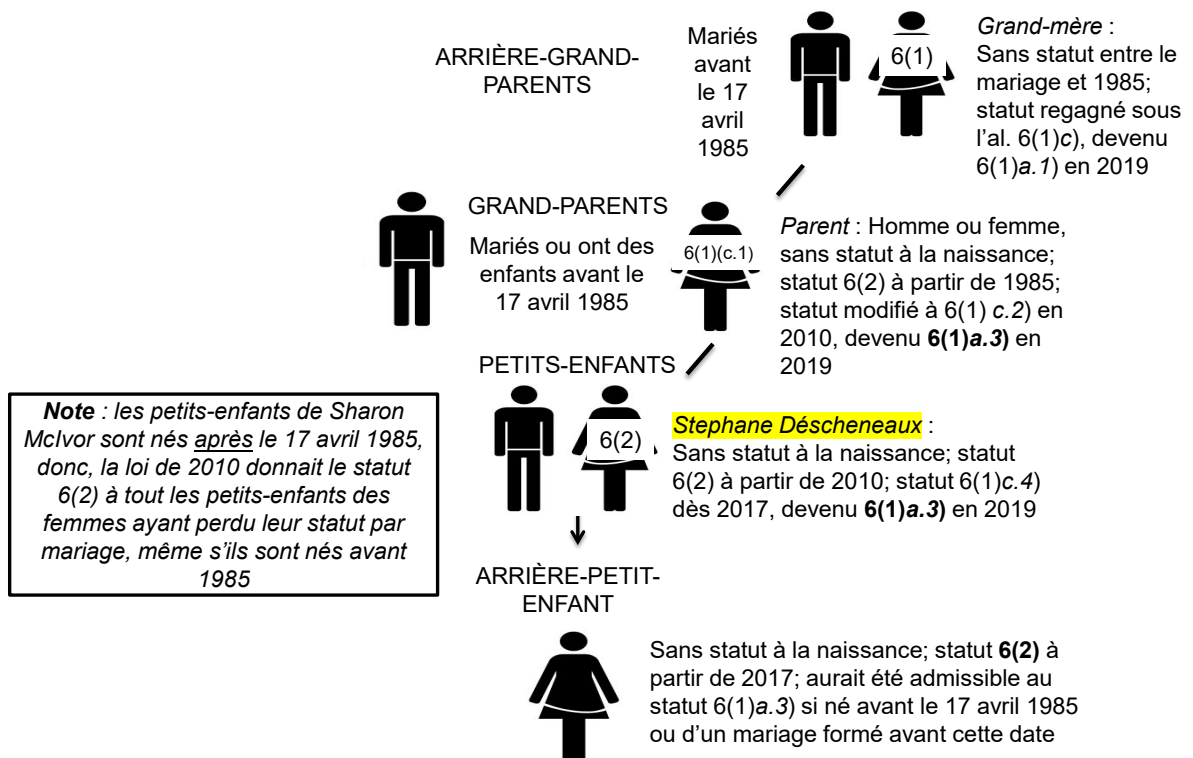 ARRIÈRE-GRAND-
PARENTS
Mariés
avant
le 17
avril
1985
6(1)
Grand-mère :
Sans statut entre le
mariage et 1985;
statut regagné sous
l'al. 6(1)c), devenu
6(1)a.1) en 2019
GRAND-PARENTS
Mariés ou ont des
enfants avant le
17 avril 1985
6(1)(c.1)
Parent : Homme ou femme,
sans statut à la naissance;
statut 6(2) à partir de 1985;
statut modifié à 6(1) c.2) en
2010, devenu 6(1)a.3) en
2019
PETITS-ENFANTS
6(2)
Stephane Déscheneaux :
Sans statut à la naissance; statut
6(2) à partir de 2010; statut 6(1)c.4)
dès 2017, devenu 6(1)a.3) en 2019
Note : les petits-enfants de Sharon
McIvor sont nés après le 17 avril 1985,
donc, la loi de 2010 donnait le statut
6(2) à tout les petits-enfants des
femmes ayant perdu leur statut par
mariage, même s'ils sont nés avant
1985
ARRIÈRE-PETIT-
ENFANT
Sans statut à la naissance; statut 6(2) à
partir de 2017; aurait été admissible au
statut 6(1)a.3) si né avant le 17 avril 1985
ou d'un mariage formé avant cette date